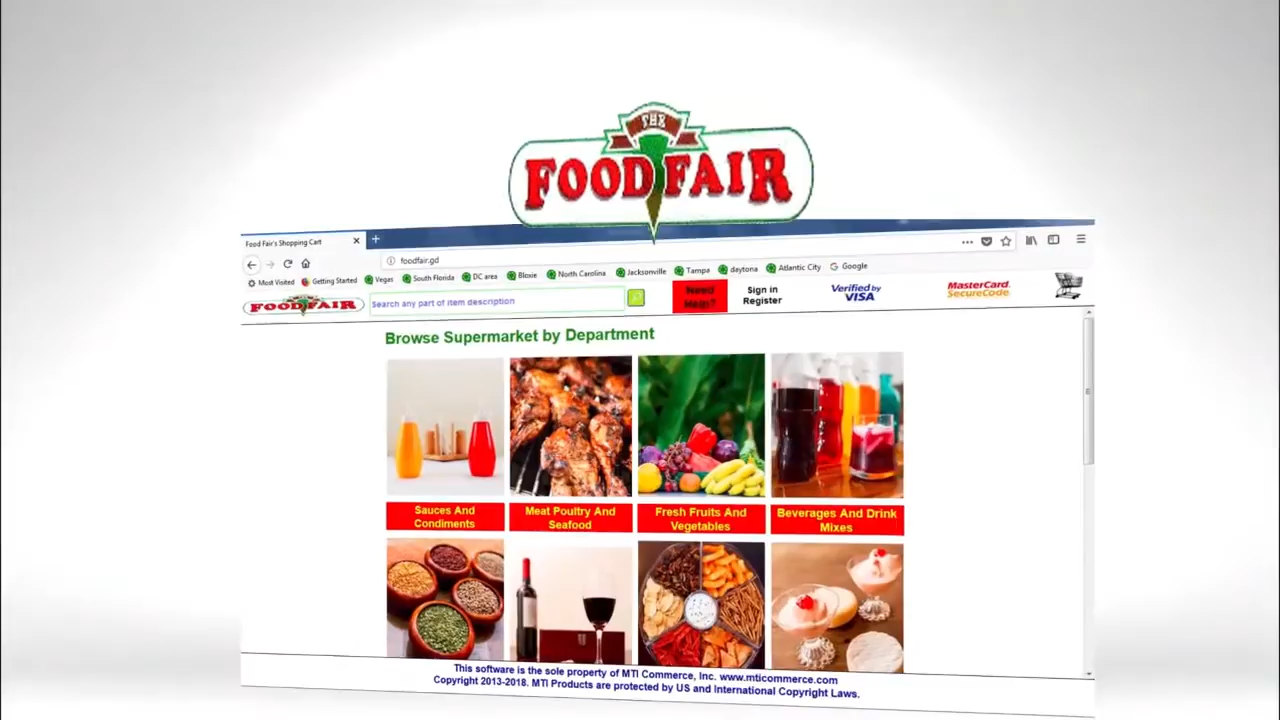 THE
FOOD FAIR
Food Fair's Shopping Cart
foodfair.gd
Most Visited Getting Started Vegas South Florida DC area Bloxie North Carolina Jacksonville Tampa daytona Atlantic City Google
FOOD FAIR
Search any part of item description
Need
Help?
Sign in
Register
Verified by
VISA
MasterCard
SecureCode
Browse Supermarket by Department
Sauces And
Condiments
Meat Poultry And
Seafood
Fresh Fruits And
Vegetables
Beverages And Drink
Mixes
This software is the sole property of MTI Commerce, Inc. www.mticommerce.com
Copyright 2013-2018. MTI Products are protected by US and International Copyright Laws.